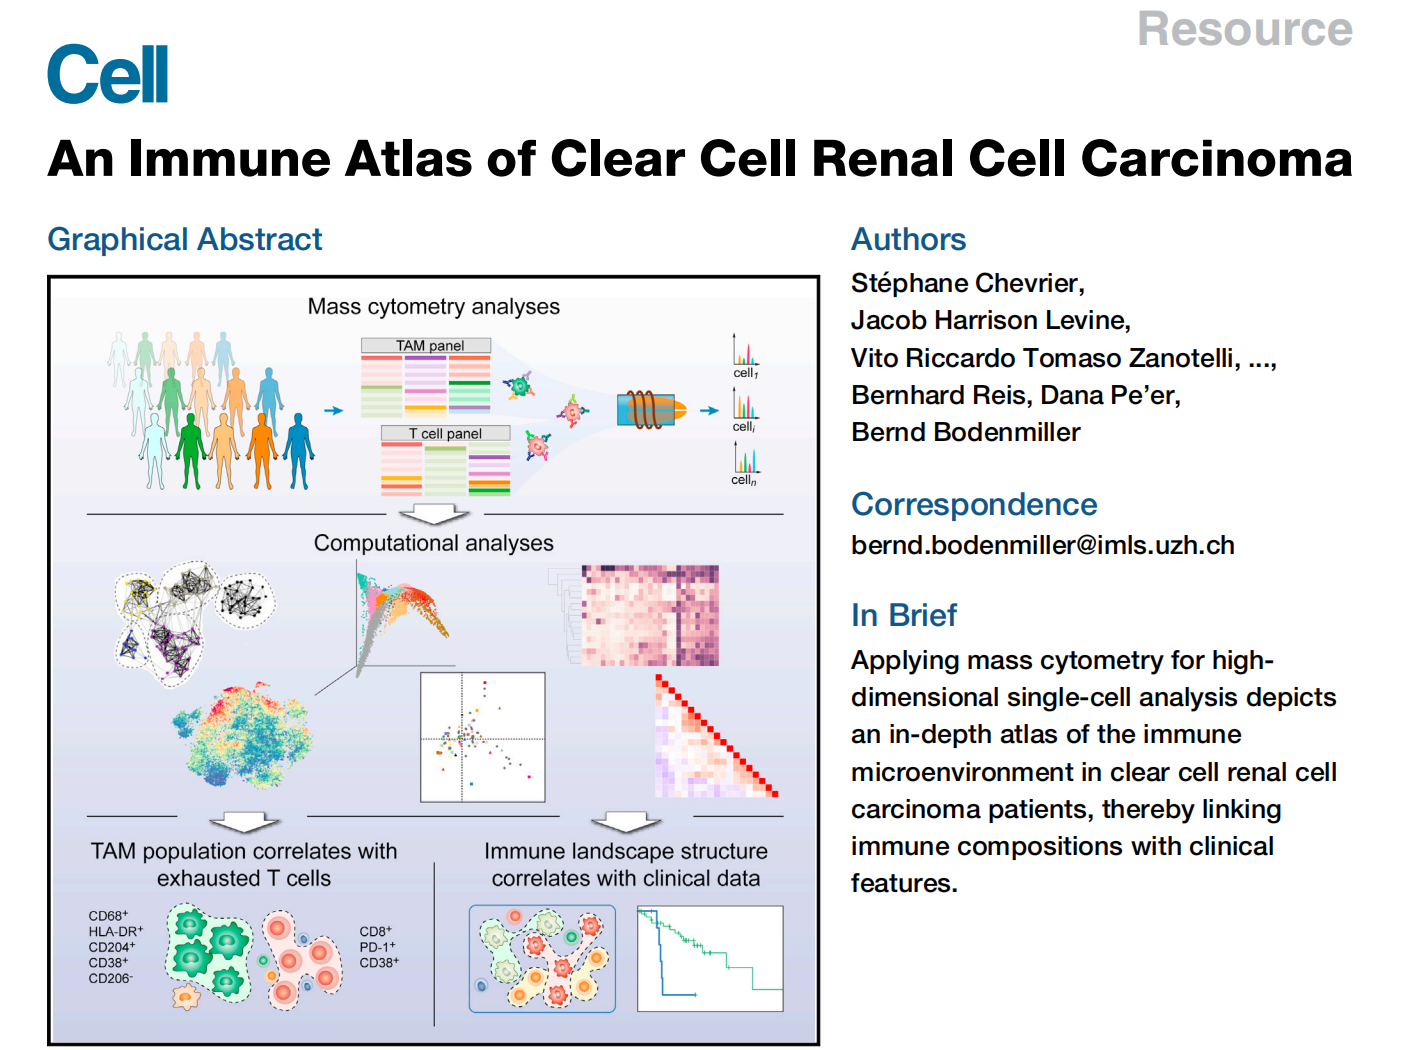 Resource
Cell
An Immune Atlas of Clear Cell Renal Cell Carcinoma
Graphical Abstract
Mass cytometry analyses
TAM panel
T cell panel
cell₁
cellᵢ
cellₙ
Computational analyses
TAM population correlates with
exhausted T cells
CD68⁺
HLA-DR⁺
CD204⁺
CD38⁺
CD206⁻
CD8⁺
PD-1⁺
CD38⁺
Immune landscape structure
correlates with clinical data
Authors
Stéphane Chevrier,
Jacob Harrison Levine,
Vito Riccardo Tomaso Zanotelli, ...,
Bernhard Reis, Dana Pe’er,
Bernd Bodenmiller
Correspondence
bernd.bodenmiller@imls.uzh.ch
In Brief
Applying mass cytometry for high-
dimensional single-cell analysis depicts
an in-depth atlas of the immune
microenvironment in clear cell renal cell
carcinoma patients, thereby linking
immune compositions with clinical
features.